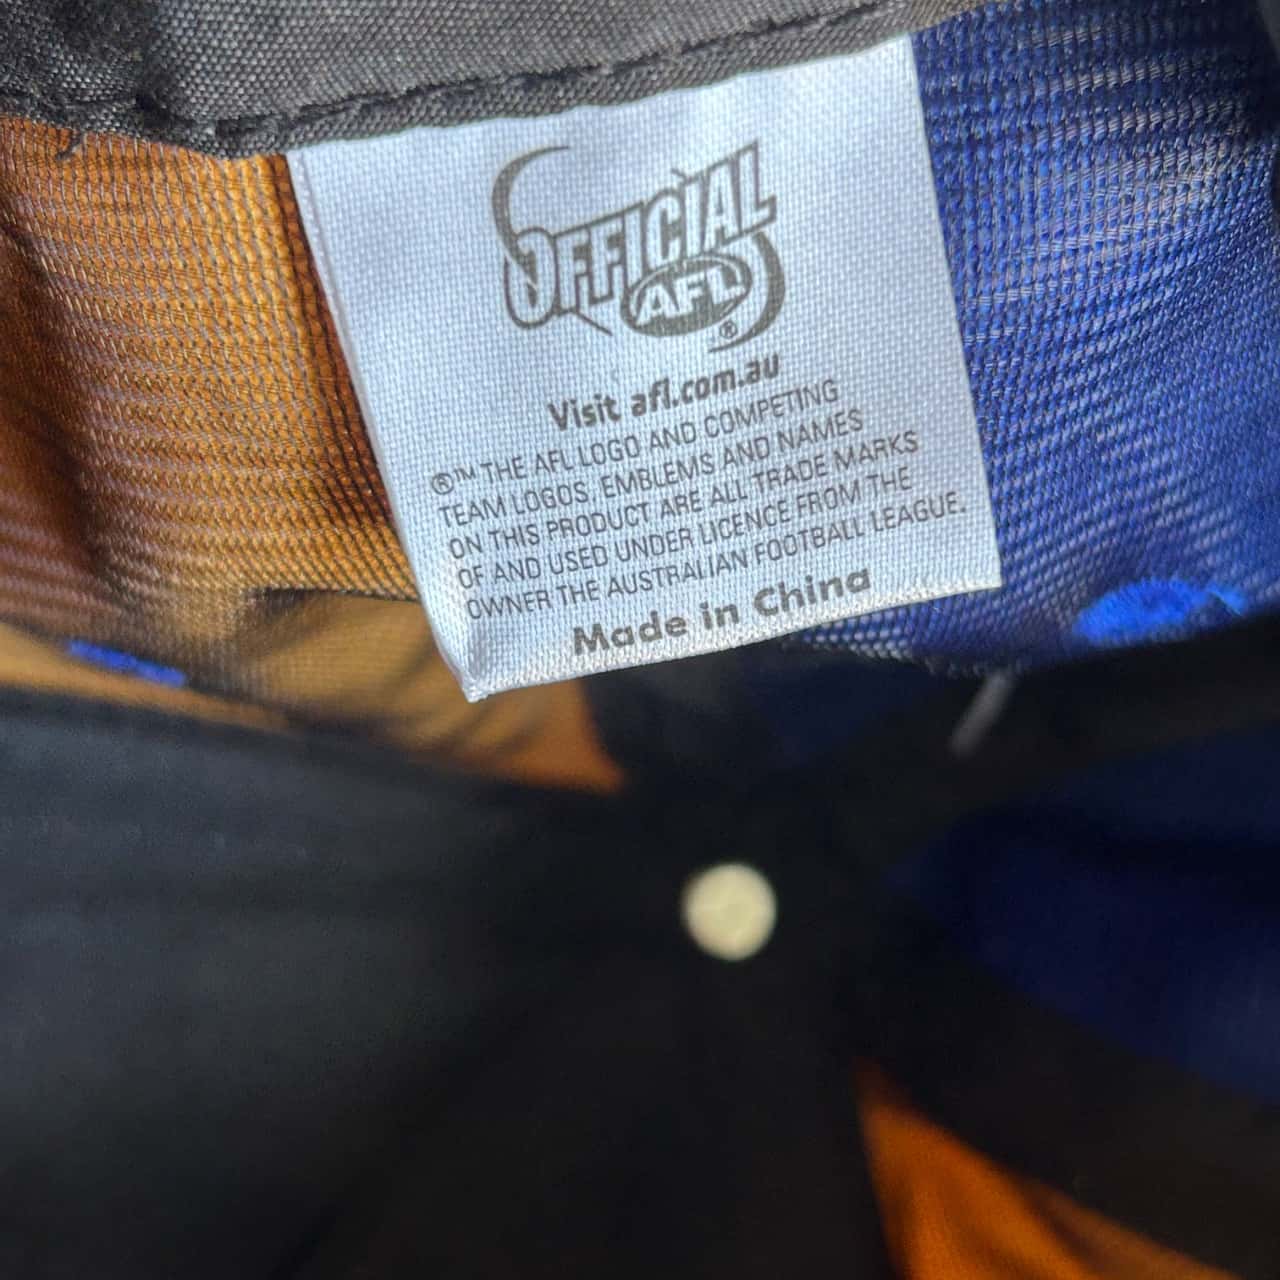 OFFICIAL
AFL ®
Visit afl.com.au
®™ THE AFL LOGO AND COMPETING
TEAM LOGOS, EMBLEMS AND NAMES
ON THIS PRODUCT ARE ALL TRADE MARKS
OF AND USED UNDER LICENCE FROM THE
OWNER THE AUSTRALIAN FOOTBALL LEAGUE.
Made in China